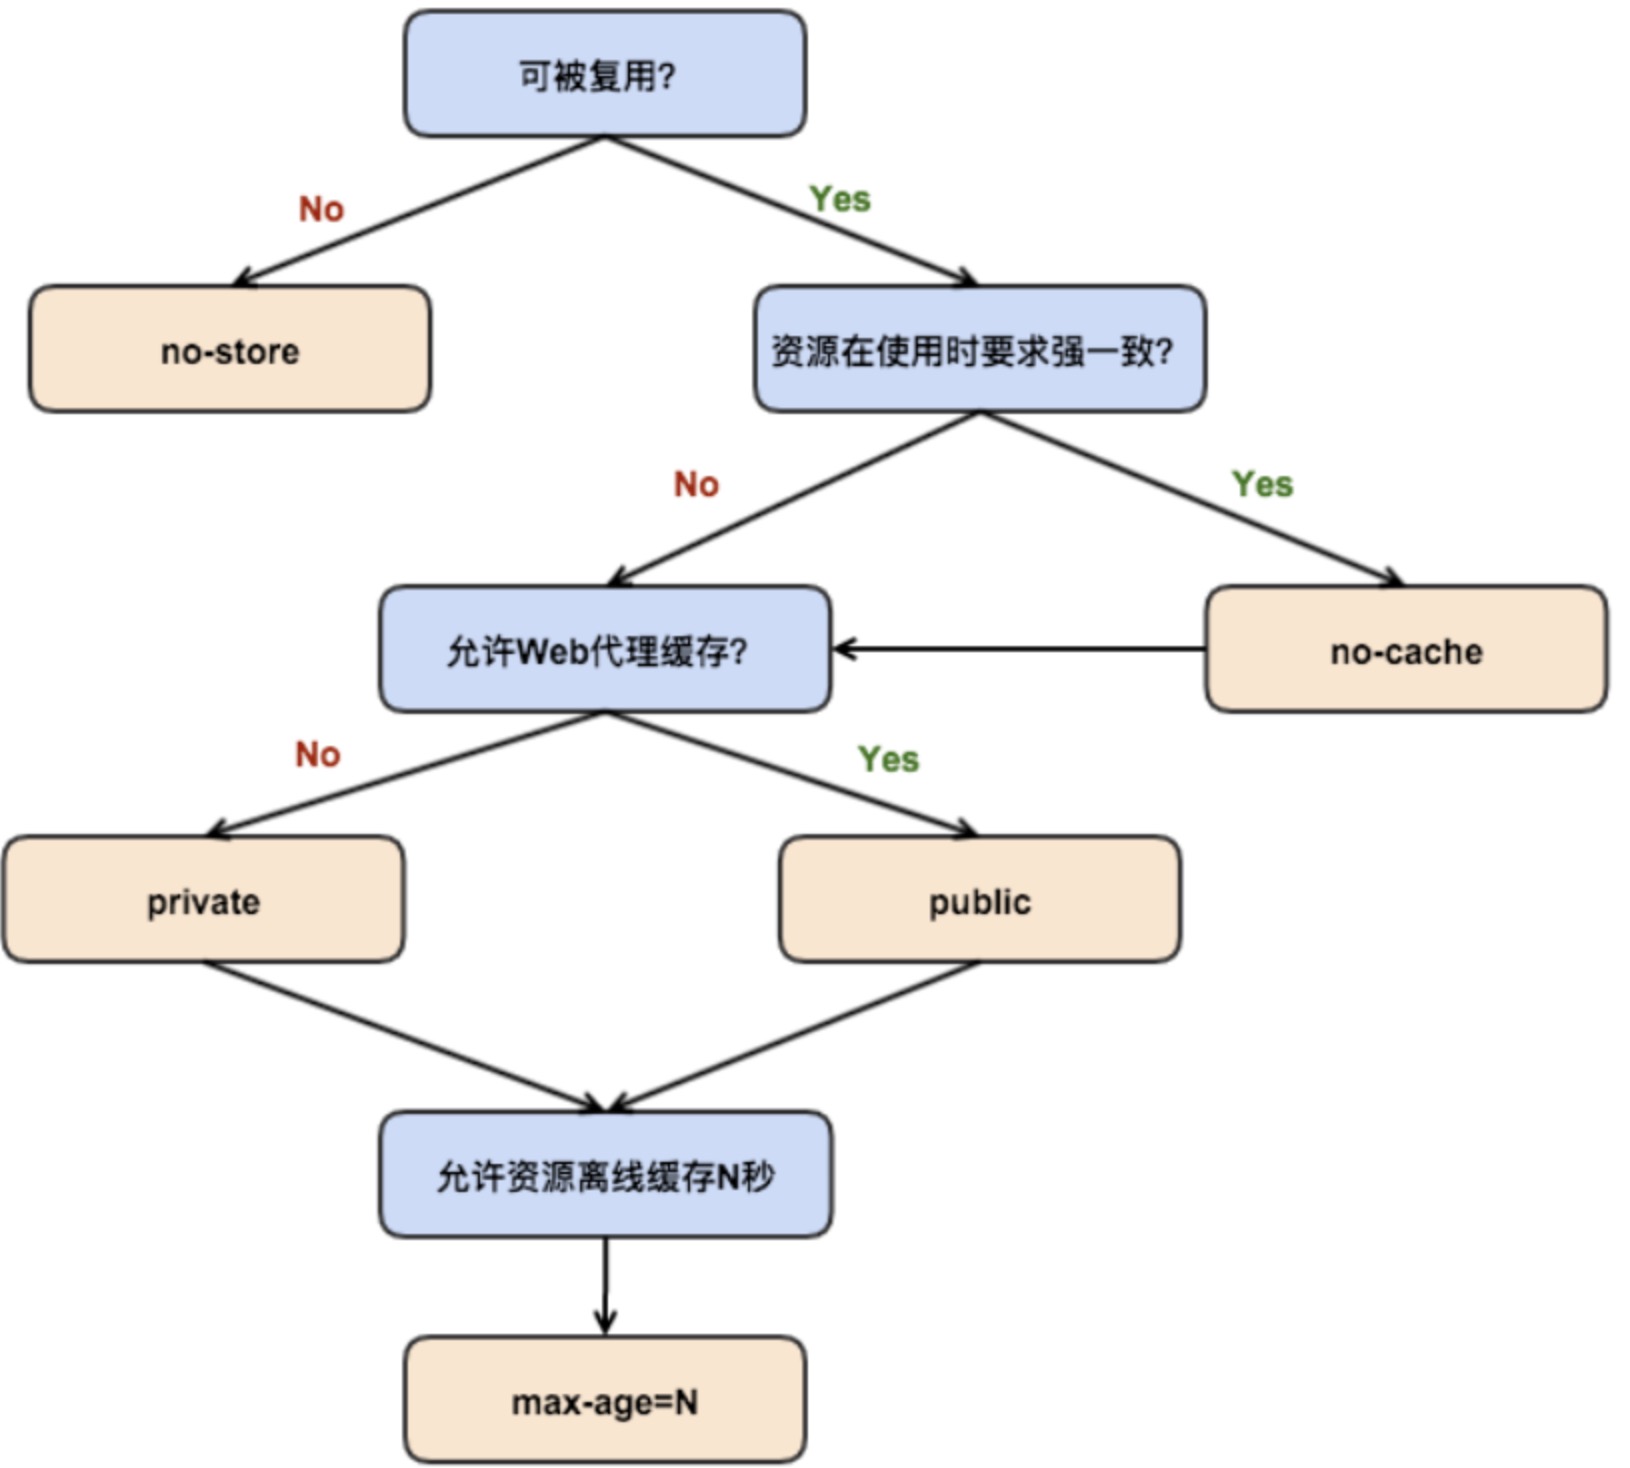 可被复用?
No
Yes
no-store
资源在使用时要求强一致?
No
Yes
允许Web代理缓存?
no-cache
No
Yes
private
public
允许资源离线缓存N秒
max-age=N